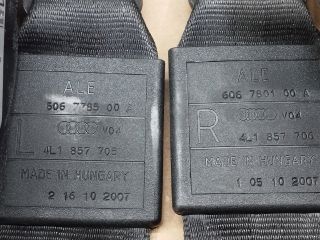 ALE
606 7785 00 A
V04
L
4L1 857 705
MADE IN HUNGARY
2 16 10 2007
ALE
606 7801 00 A
V04
R
4L1 857 706
MADE IN HUNGARY
1 05 10 2007